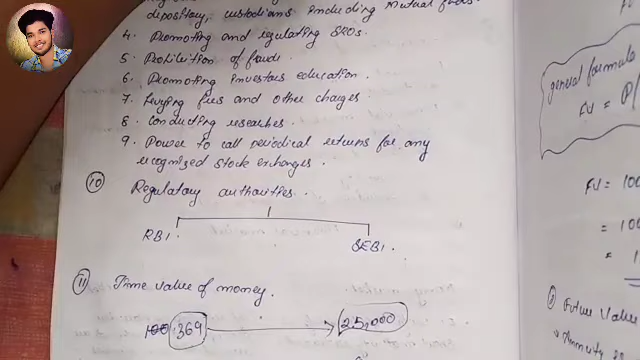 depository, custodians including mutual funds.
4. Promoting and regulating SROs.
5. Prohibition of frauds.
6. Promoting investors education.
7. Levying fees and other charges
8. Conducting researches.
9. Power to call periodical returns for any
recognized stock exchanges.
10 Regulatory authorities.
RBI. SEBI.
11 Time value of money.
100 369 25,000
general formula
FV = P(
FV = 100
= 100
= 1
Future Value